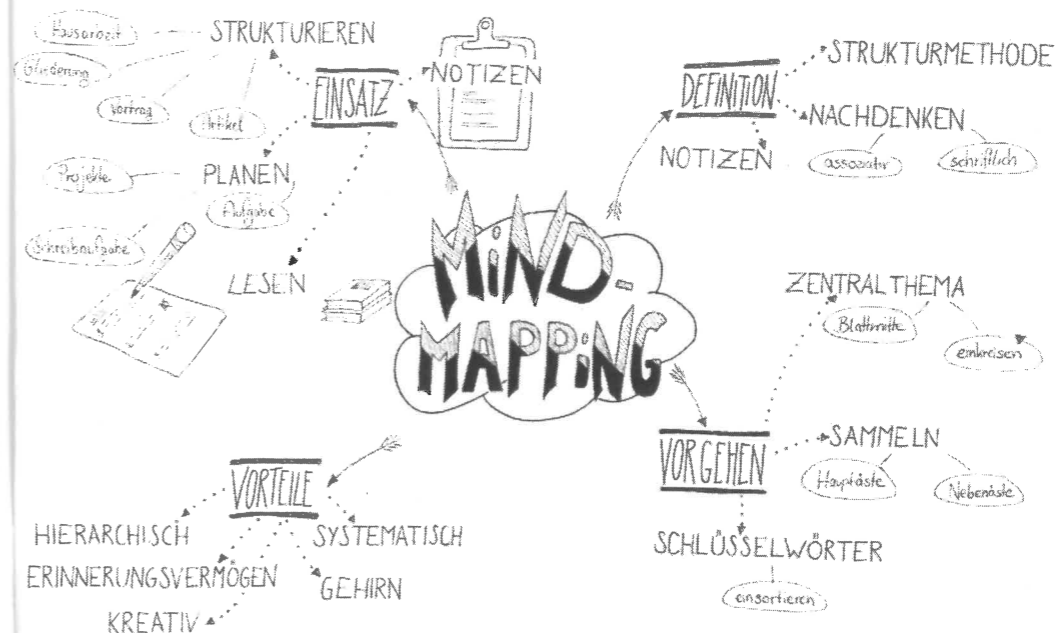 MiND-
MAPPiNG
EINSATZ
STRUKTURIEREN
Hausarbeit
Gliederung
Vortrag
Artikel
NOTIZEN
PLANEN
Projekte
Aufgabe
Schreibaufgabe
LESEN
DEFINITION
STRUKTURMETHODE
NACHDENKEN
assoziativ
schriftlich
NOTIZEN
VORGEHEN
ZENTRALTHEMA
Blattmitte
einkreisen
SAMMELN
Hauptäste
Nebenäste
SCHLÜSSELWÖRTER
einsortieren
VORTEILE
HIERARCHISCH
SYSTEMATISCH
ERINNERUNGSVERMÖGEN
GEHIRN
KREATIV